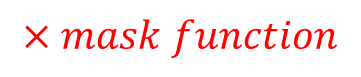 × mask function